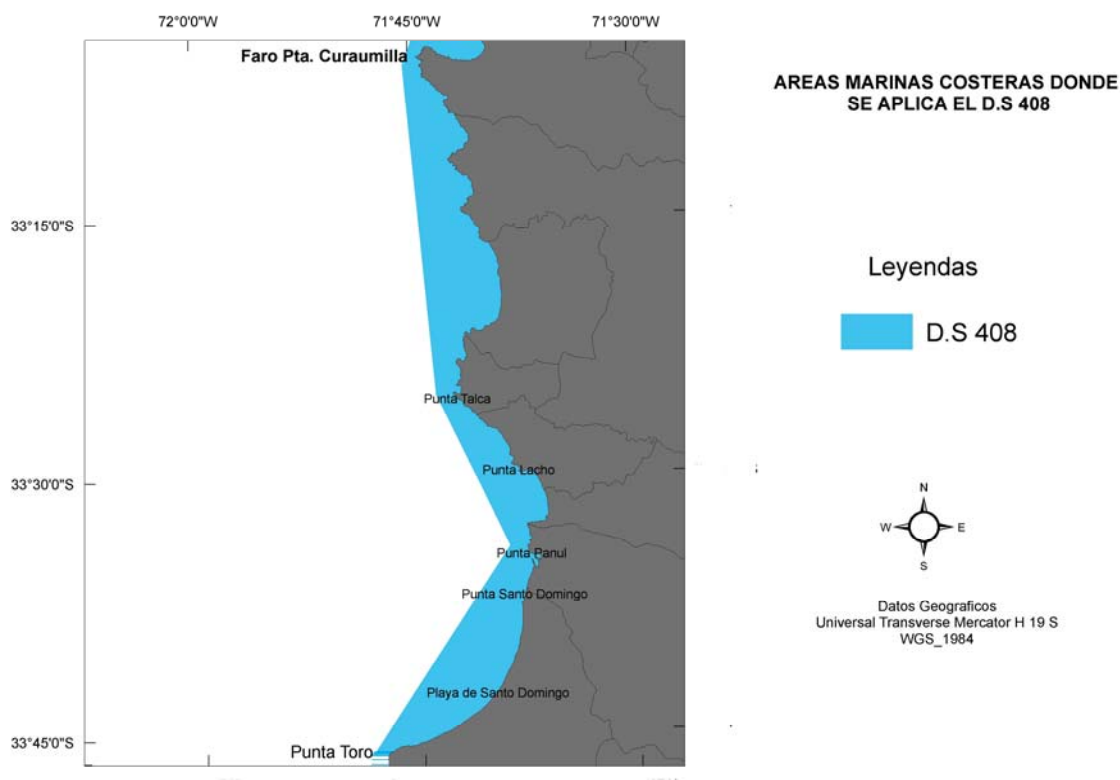 72°0'0"W
71°45'0"W
71°30'0"W
Faro Pta. Curaumilla
33°15'0"S
Punta Talca
Punta Lacho
33°30'0"S
Punta Panul
Punta Santo Domingo
Playa de Santo Domingo
33°45'0"S
Punta Toro
AREAS MARINAS COSTERAS DONDE
SE APLICA EL D.S 408
Leyendas
D.S 408
N
W
E
S
Datos Geograficos
Universal Transverse Mercator H 19 S
WGS_1984